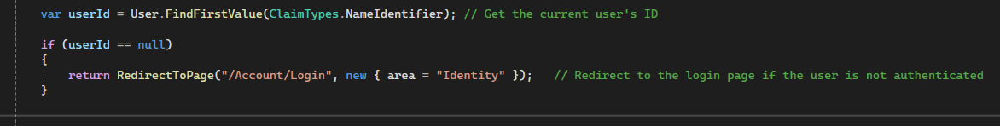 var userId = User.FindFirstValue(ClaimTypes.NameIdentifier); // Get the current user's ID
if (userId == null)
{
return RedirectToPage("/Account/Login", new { area = "Identity" });   // Redirect to the login page if the user is not authenticated
}